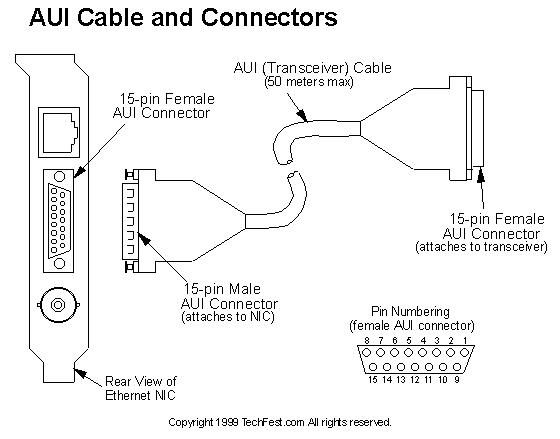 AUI Cable and Connectors
AUI (Transceiver) Cable
(50 meters max)
15-pin Female
AUI Connector
15-pin Female
AUI Connector
(attaches to transceiver)
15-pin Male
AUI Connector
(attaches to NIC)
Pin Numbering
(female AUI connector)
8 7 6 5 4 3 2 1
15 14 13 12 11 10 9
Rear View of
Ethernet NIC
Copyright 1999 TechFest.com All rights reserved.